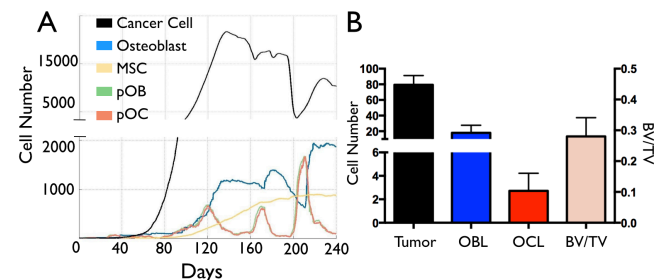 A
Cancer Cell
Osteoblast
MSC
pOB
pOC
Cell Number
15000
5000
2000
1000
0 40 80 120 160 200 240
Days
B
Cell Number
100
80
60
40
20
6
4
2
0
0.5
0.4
0.3
0.2
0.1
0.0
BV/TV
Tumor OBL OCL BV/TV